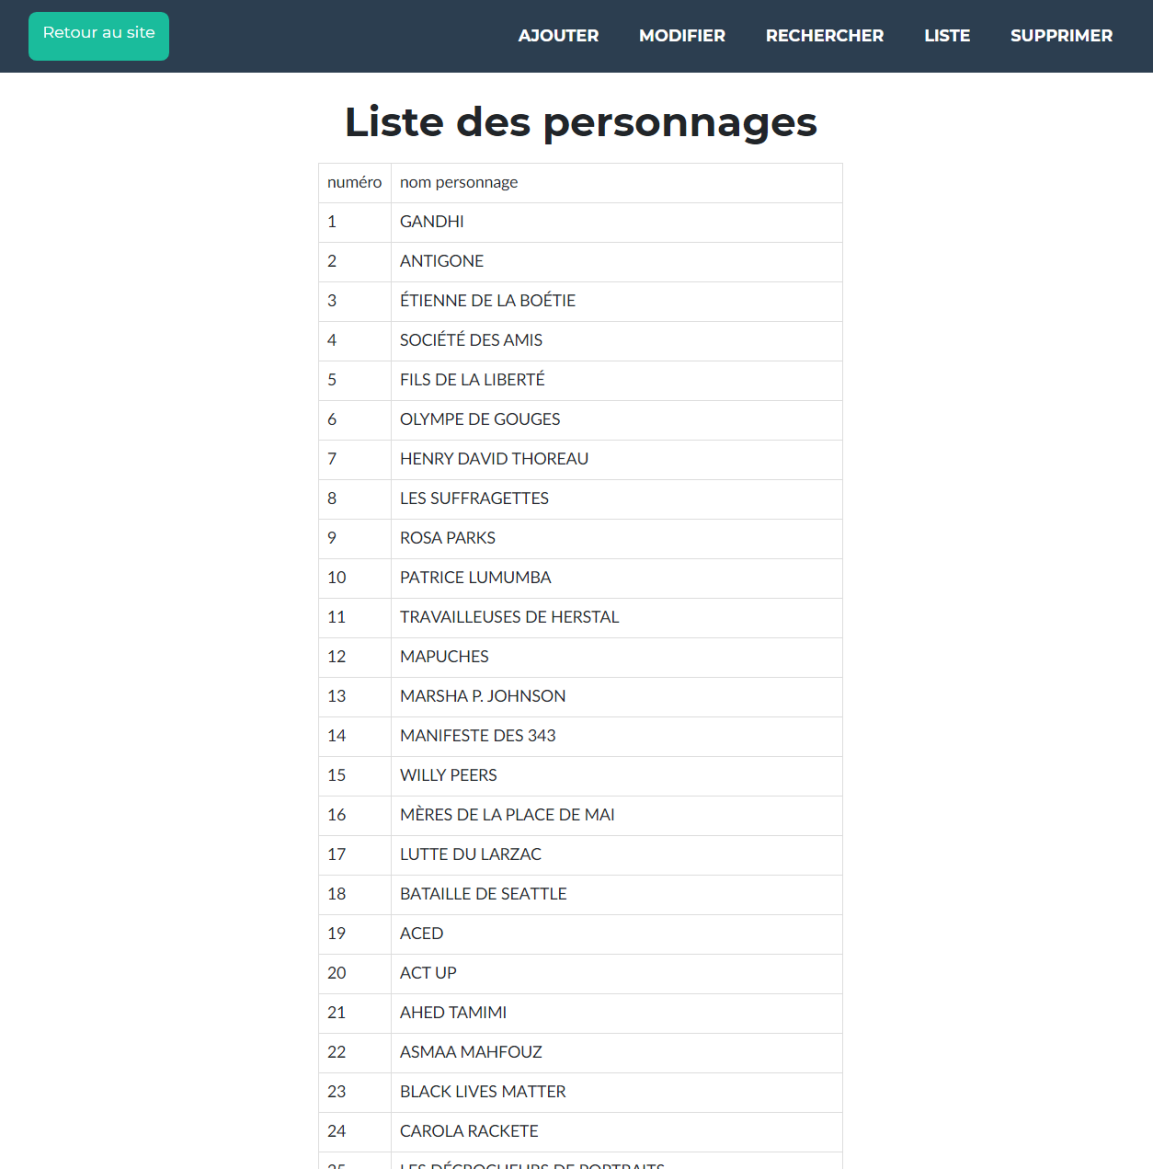 Retour au site
AJOUTER MODIFIER RECHERCHER LISTE SUPPRIMER
Liste des personnages
numéro nom personnage
1 GANDHI
2 ANTIGONE
3 ÉTIENNE DE LA BOÉTIE
4 SOCIÉTÉ DES AMIS
5 FILS DE LA LIBERTÉ
6 OLYMPE DE GOUGES
7 HENRY DAVID THOREAU
8 LES SUFFRAGETTES
9 ROSA PARKS
10 PATRICE LUMUMBA
11 TRAVAILLEUSES DE HERSTAL
12 MAPUCHES
13 MARSHA P. JOHNSON
14 MANIFESTE DES 343
15 WILLY PEERS
16 MÈRES DE LA PLACE DE MAI
17 LUTTE DU LARZAC
18 BATAILLE DE SEATTLE
19 ACED
20 ACT UP
21 AHED TAMIMI
22 ASMAA MAHFOUZ
23 BLACK LIVES MATTER
24 CAROLA RACKETE
25 LES DÉCROCHEURS DE PORTRAITS